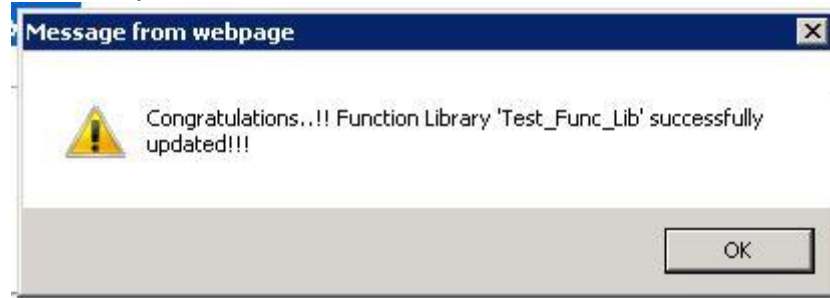 Message from webpage
Congratulations..!! Function Library 'Test_Func_Lib' successfully
updated!!!
OK